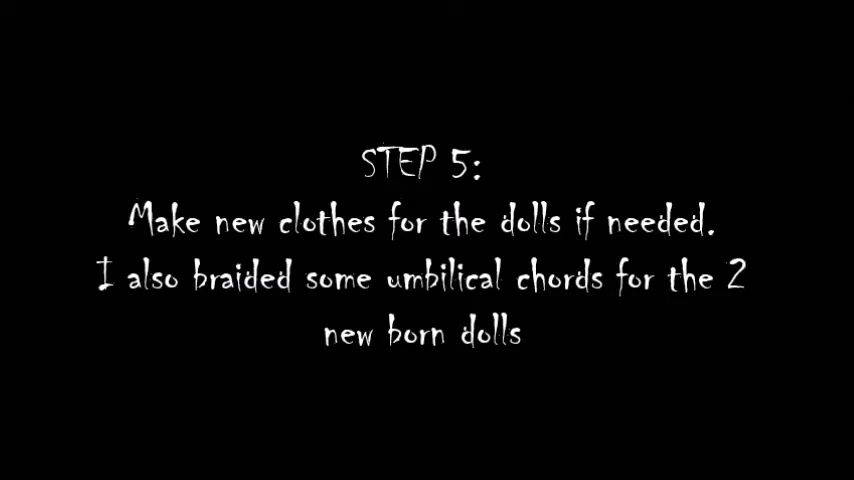 STEP 5:
Make new clothes for the dolls if needed.
I also braided some umbilical chords for the 2
new born dolls